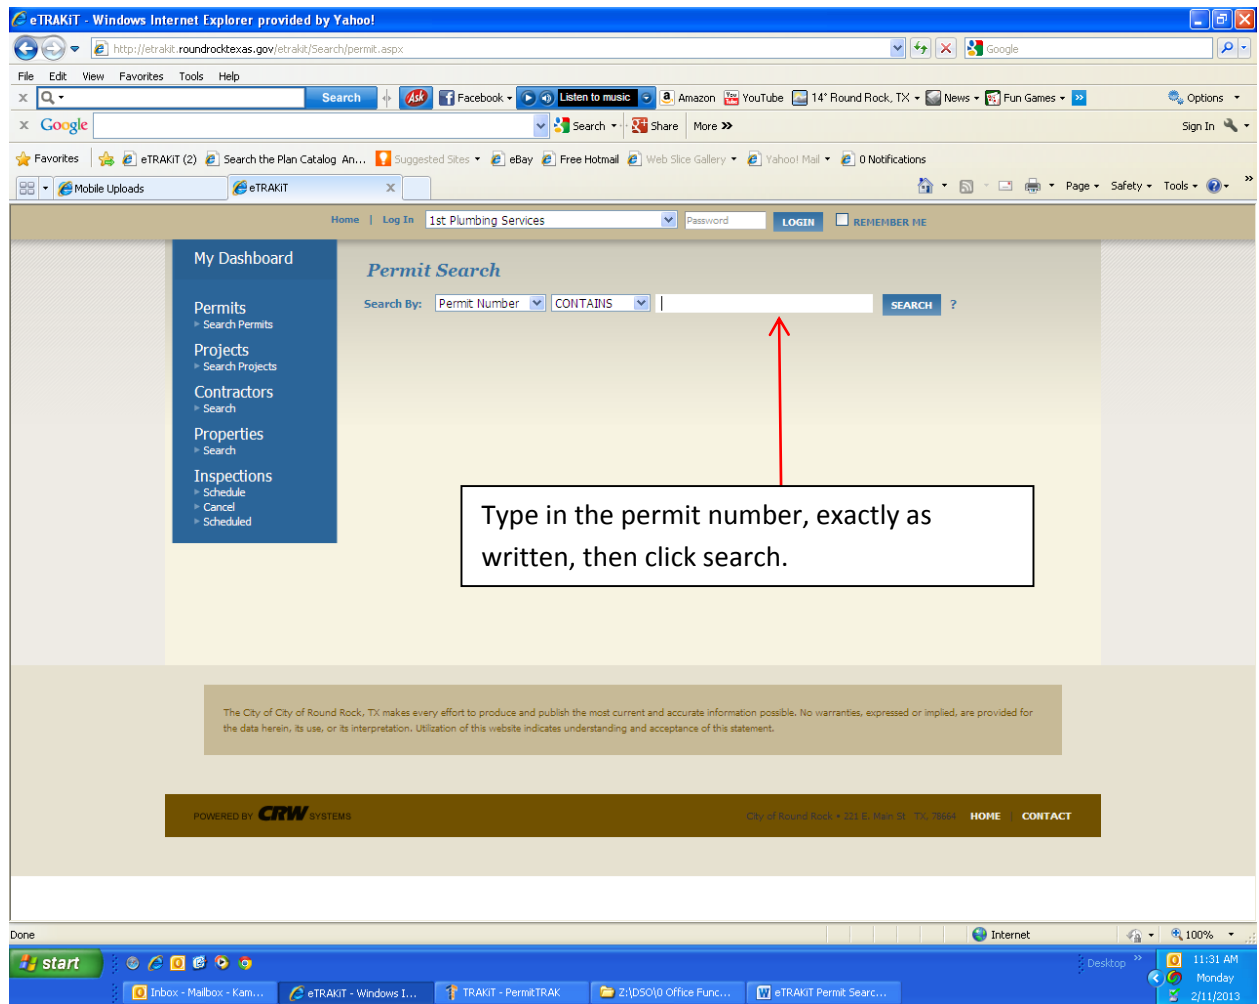 eTRAKiT - Windows Internet Explorer provided by Yahoo!
http://etrakit.roundrocktexas.gov/etrakit/Search/permit.aspx Google
File Edit View Favorites Tools Help
x Search Ask Facebook Listen to music Amazon YouTube 14° Round Rock, TX News Fun Games Options
x Google Search Share More Sign In
Favorites eTRAKiT (2) Search the Plan Catalog An... Suggested Sites eBay Free Hotmail Web Slice Gallery Yahoo! Mail 0 Notifications
Mobile Uploads eTRAKiT x Page Safety Tools
Home | Log In 1st Plumbing Services Password LOGIN REMEMBER ME
My Dashboard
Permit Search
Search By: Permit Number CONTAINS SEARCH ?
Permits
Search Permits
Projects
Search Projects
Contractors
Search
Properties
Search
Inspections
Schedule
Cancel
Scheduled
Type in the permit number, exactly as
written, then click search.
The City of City of Round Rock, TX makes every effort to produce and publish the most current and accurate information possible. No warranties, expressed or implied, are provided for
the data herein, its use, or its interpretation. Utilization of this website indicates understanding and acceptance of this statement.
POWERED BY CRW SYSTEMS City of Round Rock • 221 E. Main St TX, 78664 HOME | CONTACT
Done Internet 100%
start Desktop 11:31 AM
Inbox - Mailbox - Kam... eTRAKiT - Windows I... TRAKiT - PermitTRAK Z:\DSO\0 Office Func... eTRAKiT Permit Searc... Monday
2/11/2013